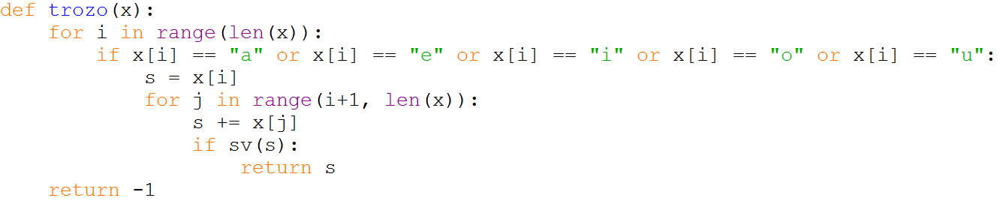 def trozo(x):
    for i in range(len(x)):
        if x[i] == "a" or x[i] == "e" or x[i] == "i" or x[i] == "o" or x[i] == "u":
            s = x[i]
            for j in range(i+1, len(x)):
                s += x[j]
                if sv(s):
                    return s
    return -1